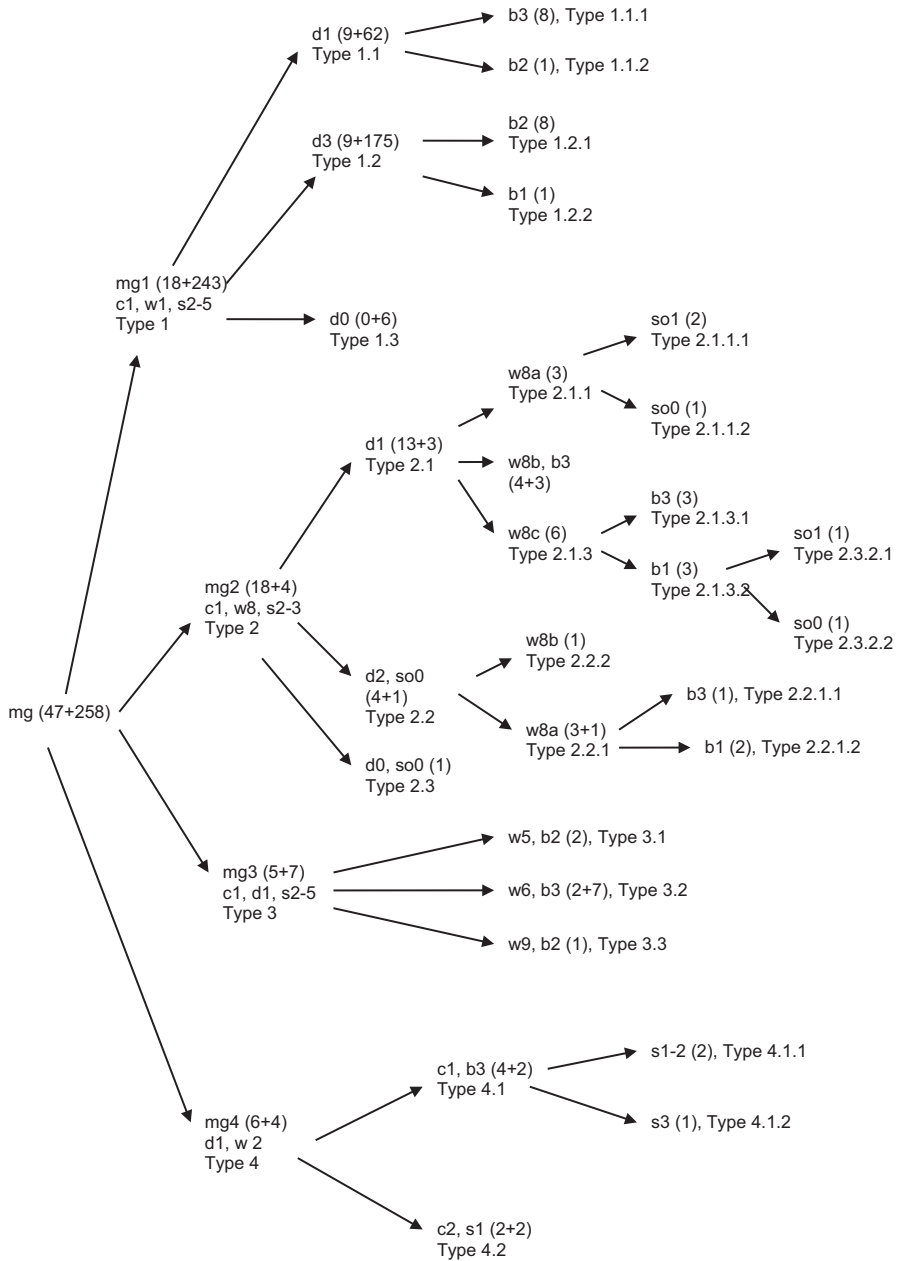 d1 (9+62)
Type 1.1
b3 (8), Type 1.1.1
b2 (1), Type 1.1.2
d3 (9+175)
Type 1.2
b2 (8)
Type 1.2.1
b1 (1)
Type 1.2.2
mg1 (18+243)
c1, w1, s2-5
Type 1
d0 (0+6)
Type 1.3
so1 (2)
Type 2.1.1.1
w8a (3)
Type 2.1.1
so0 (1)
Type 2.1.1.2
d1 (13+3)
Type 2.1
w8b, b3
(4+3)
w8c (6)
Type 2.1.3
b3 (3)
Type 2.1.3.1
b1 (3)
Type 2.1.3.2
so1 (1)
Type 2.3.2.1
so0 (1)
Type 2.3.2.2
mg2 (18+4)
c1, w8, s2-3
Type 2
w8b (1)
Type 2.2.2
d2, so0
(4+1)
Type 2.2
b3 (1), Type 2.2.1.1
w8a (3+1)
Type 2.2.1
b1 (2), Type 2.2.1.2
mg (47+258)
d0, so0 (1)
Type 2.3
w5, b2 (2), Type 3.1
mg3 (5+7)
c1, d1, s2-5
Type 3
w6, b3 (2+7), Type 3.2
w9, b2 (1), Type 3.3
c1, b3 (4+2)
Type 4.1
s1-2 (2), Type 4.1.1
s3 (1), Type 4.1.2
mg4 (6+4)
d1, w 2
Type 4
c2, s1 (2+2)
Type 4.2